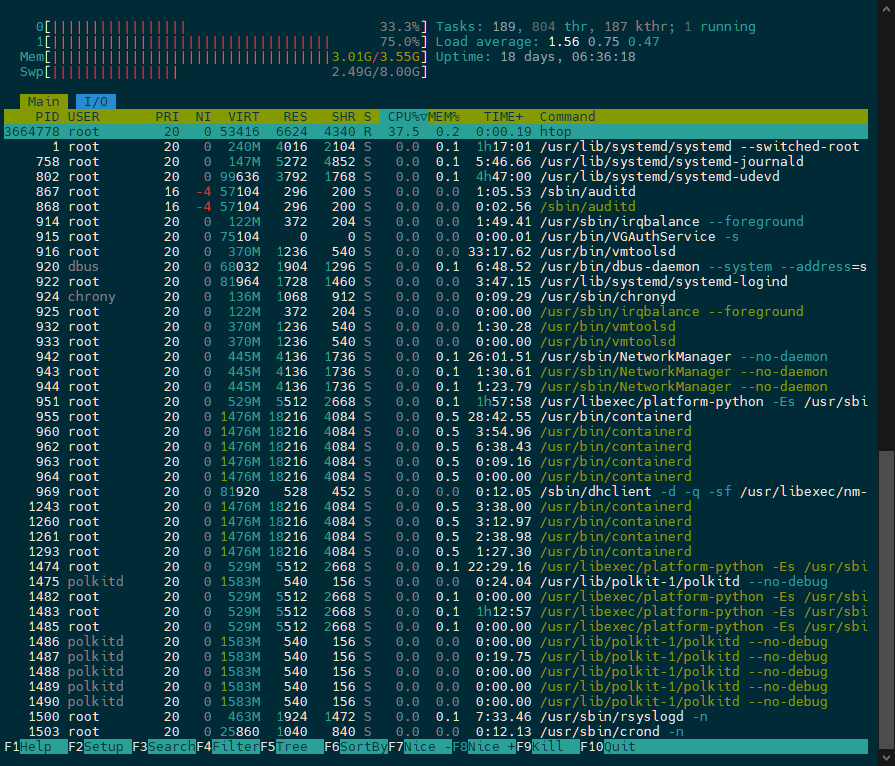 0[||||||||||||||||| 33.3%] Tasks: 189, 804 thr, 187 kthr; 1 running
1[||||||||||||||||||||||||||||||||||| 75.0%] Load average: 1.56 0.75 0.47
Mem[|||||||||||||||||||||||||||||||||||3.01G/3.55G] Uptime: 18 days, 06:36:18
Swp[|||||||||||||||| 2.49G/8.00G]
Main I/O
PID USER PRI NI VIRT RES SHR S CPU%▽MEM% TIME+ Command
3664778 root 20 0 53416 6624 4340 R 37.5 0.2 0:00.19 htop
1 root 20 0 240M 4016 2104 S 0.0 0.1 1h17:01 /usr/lib/systemd/systemd --switched-root
758 root 20 0 147M 5272 4852 S 0.0 0.1 5:46.66 /usr/lib/systemd/systemd-journald
802 root 20 0 99636 3792 1768 S 0.0 0.1 4h47:00 /usr/lib/systemd/systemd-udevd
867 root 16 -4 57104 296 200 S 0.0 0.0 1:05.53 /sbin/auditd
868 root 16 -4 57104 296 200 S 0.0 0.0 0:02.56 /sbin/auditd
914 root 20 0 122M 372 204 S 0.0 0.0 1:49.41 /usr/sbin/irqbalance --foreground
915 root 20 0 75104 0 0 S 0.0 0.0 0:00.01 /usr/bin/VGAuthService -s
916 root 20 0 370M 1236 540 S 0.0 0.0 33:17.62 /usr/bin/vmtoolsd
920 dbus 20 0 68032 1904 1296 S 0.0 0.1 6:48.52 /usr/bin/dbus-daemon --system --address=s
922 root 20 0 81964 1728 1460 S 0.0 0.0 3:47.15 /usr/lib/systemd/systemd-logind
924 chrony 20 0 136M 1068 912 S 0.0 0.0 0:09.29 /usr/sbin/chronyd
925 root 20 0 122M 372 204 S 0.0 0.0 0:00.00 /usr/sbin/irqbalance --foreground
932 root 20 0 370M 1236 540 S 0.0 0.0 1:30.28 /usr/bin/vmtoolsd
933 root 20 0 370M 1236 540 S 0.0 0.0 0:00.00 /usr/bin/vmtoolsd
942 root 20 0 445M 4136 1736 S 0.0 0.1 26:01.51 /usr/sbin/NetworkManager --no-daemon
943 root 20 0 445M 4136 1736 S 0.0 0.1 1:30.61 /usr/sbin/NetworkManager --no-daemon
944 root 20 0 445M 4136 1736 S 0.0 0.1 1:23.79 /usr/sbin/NetworkManager --no-daemon
951 root 20 0 529M 5512 2668 S 0.0 0.1 1h57:58 /usr/libexec/platform-python -Es /usr/sbi
955 root 20 0 1476M 18216 4084 S 0.0 0.5 28:42.55 /usr/bin/containerd
960 root 20 0 1476M 18216 4084 S 0.0 0.5 3:54.96 /usr/bin/containerd
962 root 20 0 1476M 18216 4084 S 0.0 0.5 6:38.43 /usr/bin/containerd
963 root 20 0 1476M 18216 4084 S 0.0 0.5 0:09.16 /usr/bin/containerd
964 root 20 0 1476M 18216 4084 S 0.0 0.5 0:00.00 /usr/bin/containerd
969 root 20 0 81920 528 452 S 0.0 0.0 0:12.05 /sbin/dhclient -d -q -sf /usr/libexec/nm-
1243 root 20 0 1476M 18216 4084 S 0.0 0.5 3:38.00 /usr/bin/containerd
1260 root 20 0 1476M 18216 4084 S 0.0 0.5 3:12.97 /usr/bin/containerd
1261 root 20 0 1476M 18216 4084 S 0.0 0.5 2:38.98 /usr/bin/containerd
1293 root 20 0 1476M 18216 4084 S 0.0 0.5 1:27.30 /usr/bin/containerd
1474 root 20 0 529M 5512 2668 S 0.0 0.1 22:29.16 /usr/libexec/platform-python -Es /usr/sbi
1475 polkitd 20 0 1583M 540 156 S 0.0 0.0 0:24.04 /usr/lib/polkit-1/polkitd --no-debug
1482 root 20 0 529M 5512 2668 S 0.0 0.1 0:00.00 /usr/libexec/platform-python -Es /usr/sbi
1483 root 20 0 529M 5512 2668 S 0.0 0.1 1h12:57 /usr/libexec/platform-python -Es /usr/sbi
1485 root 20 0 529M 5512 2668 S 0.0 0.1 0:00.00 /usr/libexec/platform-python -Es /usr/sbi
1486 polkitd 20 0 1583M 540 156 S 0.0 0.0 0:00.00 /usr/lib/polkit-1/polkitd --no-debug
1487 polkitd 20 0 1583M 540 156 S 0.0 0.0 0:19.75 /usr/lib/polkit-1/polkitd --no-debug
1488 polkitd 20 0 1583M 540 156 S 0.0 0.0 0:00.00 /usr/lib/polkit-1/polkitd --no-debug
1489 polkitd 20 0 1583M 540 156 S 0.0 0.0 0:00.00 /usr/lib/polkit-1/polkitd --no-debug
1490 polkitd 20 0 1583M 540 156 S 0.0 0.0 0:00.00 /usr/lib/polkit-1/polkitd --no-debug
1500 root 20 0 463M 1924 1472 S 0.0 0.1 7:33.46 /usr/sbin/rsyslogd -n
1503 root 20 0 25860 1040 840 S 0.0 0.0 0:12.13 /usr/sbin/crond -n
F1Help F2Setup F3SearchF4FilterF5Tree F6SortByF7Nice -F8Nice +F9Kill F10Quit